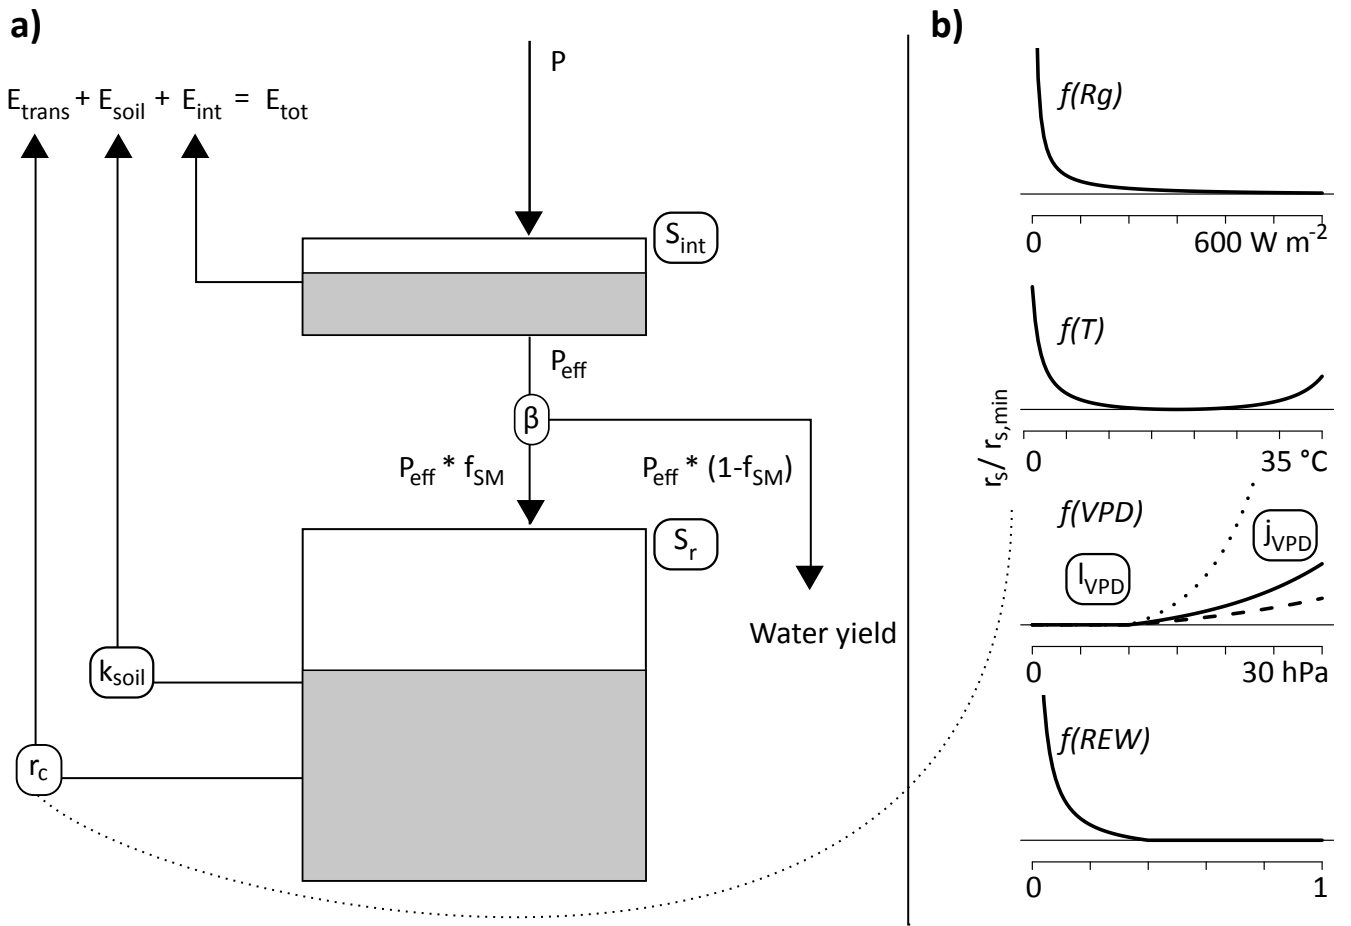 a)
P
E_trans + E_soil + E_int = E_tot
S_int
P_eff
β
P_eff * f_SM
P_eff * (1-f_SM)
S_r
Water yield
k_soil
r_c
b)
r_s/ r_s,min
f(Rg)
0
600 W m^-2
f(T)
0
35 °C
f(VPD)
j_VPD
l_VPD
0
30 hPa
f(REW)
0
1